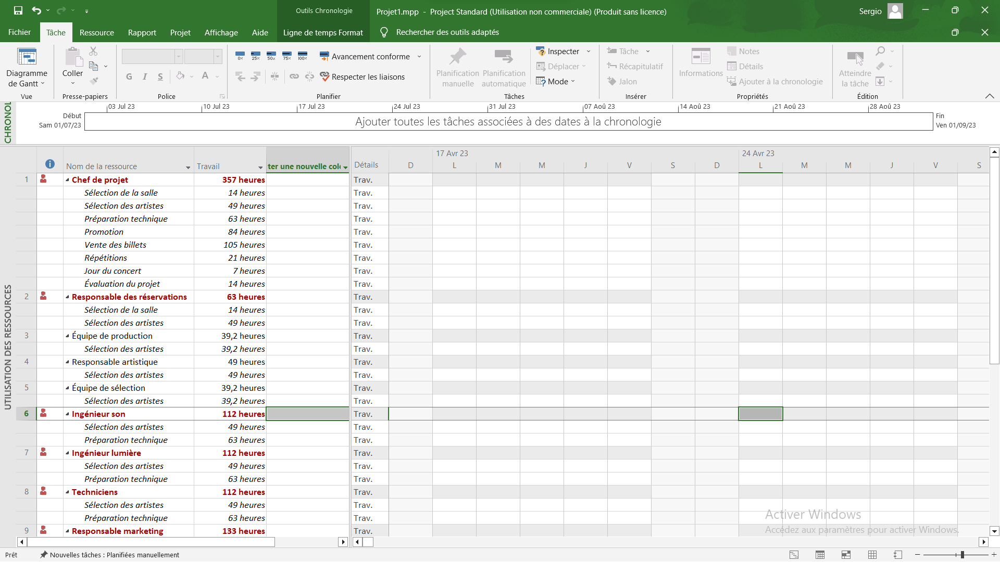 Outils Chronologie
Projet1.mpp - Project Standard (Utilisation non commerciale) (Produit sans licence)
Sergio
Fichier Tâche Ressource Rapport Projet Affichage Aide Ligne de temps Format Rechercher des outils adaptés
Diagramme de Gantt
Vue
Coller
Presse-papiers
G I S A
Police
0% 25% 50% 75% 100%
Avancement conforme
Respecter les liaisons
Planifier
Planification manuelle
Planification automatique
Inspecter
Déplacer
Mode
Tâches
Tâche
Récapitulatif
Jalon
Insérer
Informations
Notes
Détails
Ajouter à la chronologie
Propriétés
Atteindre la tâche
Édition
CHRONOL
03 Jul 23 10 Jul 23 17 Jul 23 24 Jul 23 31 Jul 23 07 Aoû 23 14 Aoû 23 21 Aoû 23 28 Aoû 23
Début
Sam 01/07/23
Ajouter toutes les tâches associées à des dates à la chronologie
Fin
Ven 01/09/23
UTILISATION DES RESSOURCES
17 Avr 23 24 Avr 23
Nom de la ressource Travail ter une nouvelle col Détails D L M M J V S D L M M J V S
1 Chef de projet 357 heures Trav.
Sélection de la salle 14 heures Trav.
Sélection des artistes 49 heures Trav.
Préparation technique 63 heures Trav.
Promotion 84 heures Trav.
Vente des billets 105 heures Trav.
Répétitions 21 heures Trav.
Jour du concert 7 heures Trav.
Évaluation du projet 14 heures Trav.
2 Responsable des réservations 63 heures Trav.
Sélection de la salle 14 heures Trav.
Sélection des artistes 49 heures Trav.
3 Équipe de production 39,2 heures Trav.
Sélection des artistes 39,2 heures Trav.
4 Responsable artistique 49 heures Trav.
Sélection des artistes 49 heures Trav.
5 Équipe de sélection 39,2 heures Trav.
Sélection des artistes 39,2 heures Trav.
6 Ingénieur son 112 heures Trav.
Sélection des artistes 49 heures Trav.
Préparation technique 63 heures Trav.
7 Ingénieur lumière 112 heures Trav.
Sélection des artistes 49 heures Trav.
Préparation technique 63 heures Trav.
8 Techniciens 112 heures Trav.
Sélection des artistes 49 heures Trav.
Préparation technique 63 heures Trav.
9 Responsable marketing 133 heures Trav.
Activer Windows
Accédez aux paramètres pour activer Windows.
Prêt Nouvelles tâches : Planifiées manuellement